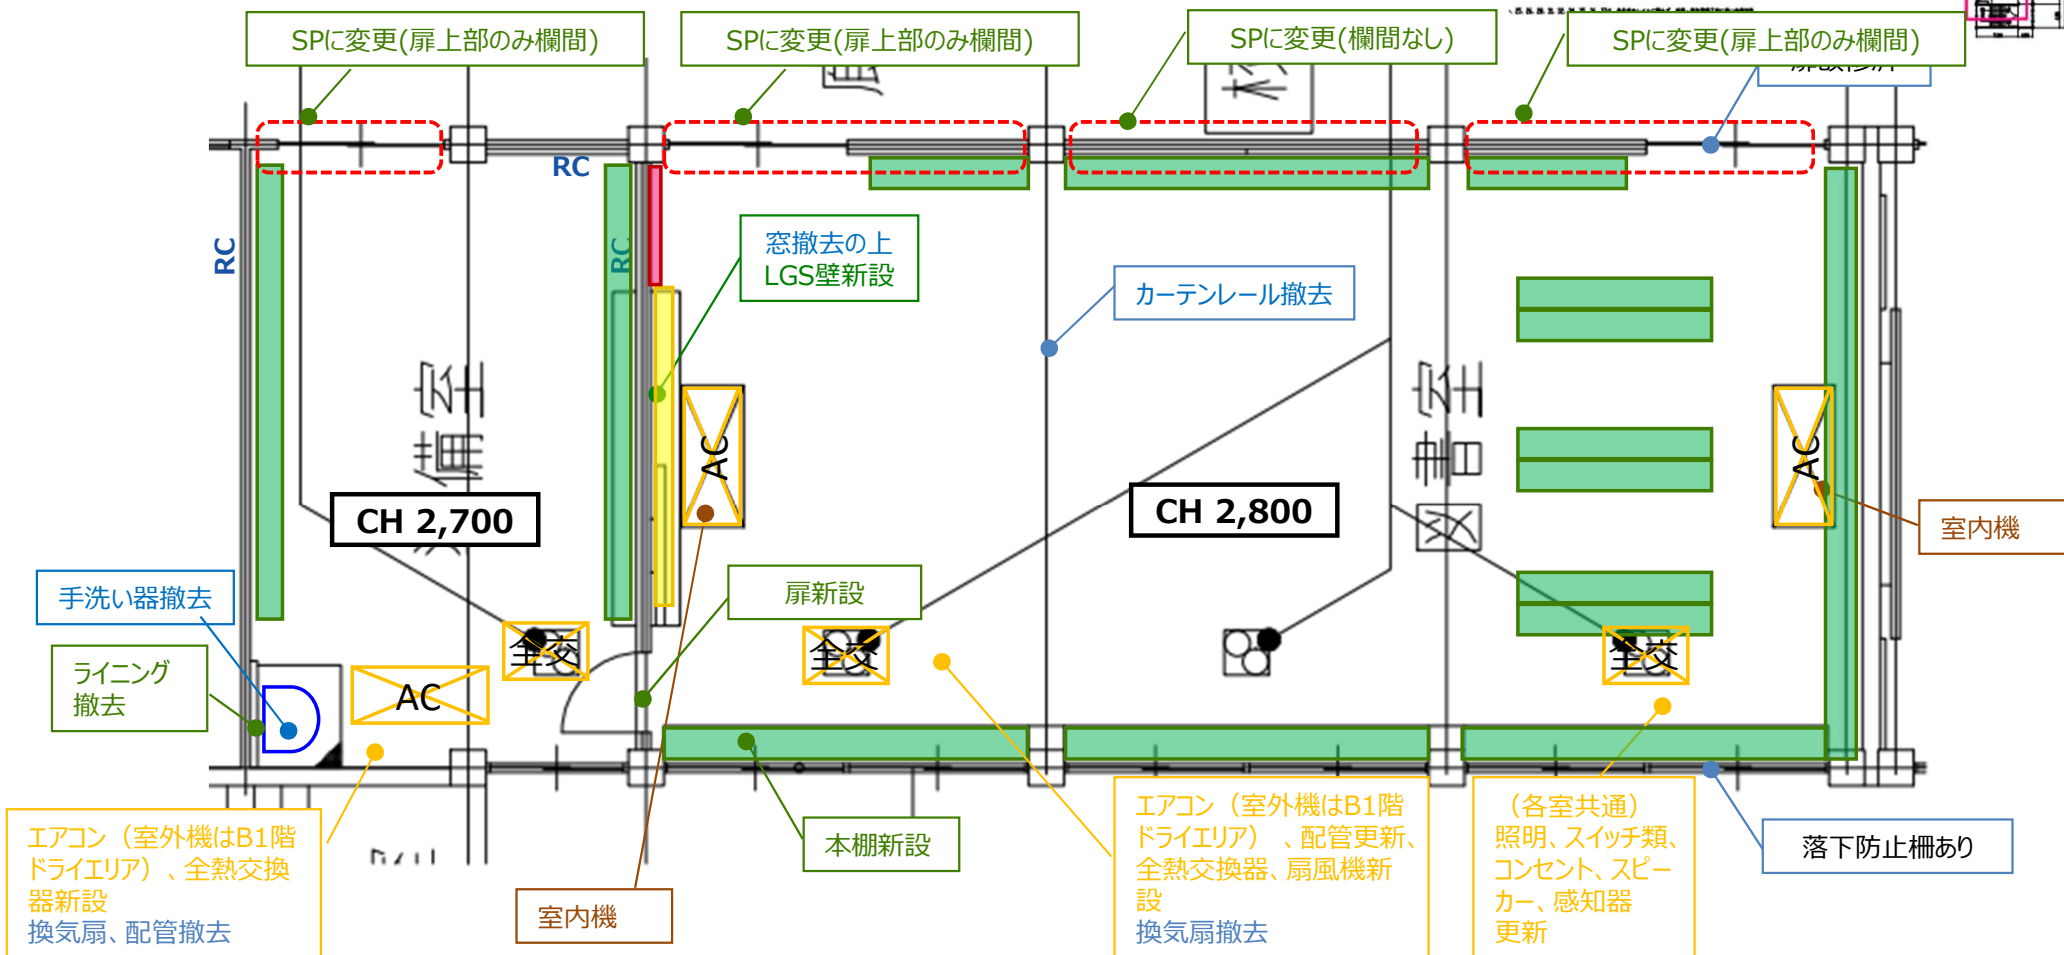 SPに変更(扉上部のみ欄間)
SPに変更(扉上部のみ欄間)
SPに変更(欄間なし)
SPに変更(扉上部のみ欄間)
RC
RC
RC
窓撤去の上
LGS壁新設
カーテンレール撤去
備室
図書室
AC
AC
CH 2,700
CH 2,800
室内機
手洗い器撤去
扉新設
ライニング
撤去
全交
全交
全交
AC
エアコン（室外機はB1階
ドライエリア）、全熱交換
器新設
換気扇、配管撤去
室内機
本棚新設
エアコン（室外機はB1階
ドライエリア）、配管更新、
全熱交換器、扇風機新
設
換気扇撤去
（各室共通）
照明、スイッチ類、
コンセント、スピー
カー、感知器
更新
落下防止柵あり